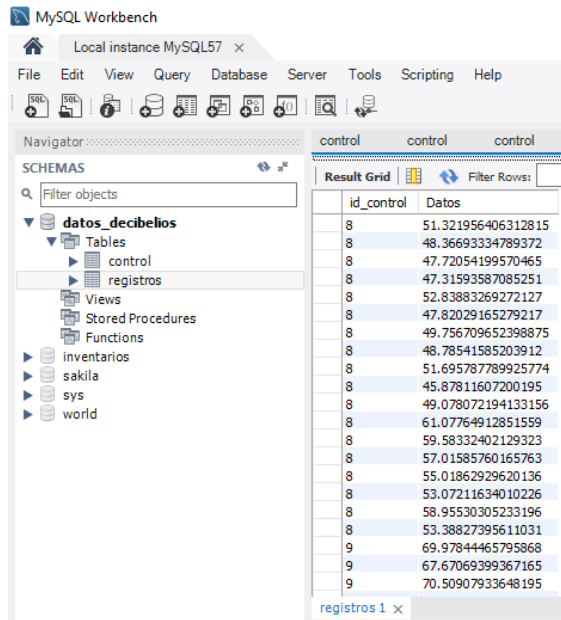 MySQL Workbench
Local instance MySQL57 ×
File Edit View Query Database Server Tools Scripting Help
Navigator
SCHEMAS
Filter objects
datos_decibelios
Tables
control
registros
Views
Stored Procedures
Functions
inventarios
sakila
sys
world
control control control
Result Grid Filter Rows:
id_control Datos
8 51.321956406312815
8 48.36693334789372
8 47.72054199570465
8 47.31593587085251
8 52.83883269272127
8 47.82029165279217
8 49.756709652398875
8 48.78541585203912
8 51.695787789925774
8 45.87811607200195
8 49.078072194133156
8 61.07764912851559
8 59.58332402129323
8 57.01585760165763
8 55.01862929620136
8 53.07211634010226
8 58.95530305233196
8 53.38827395611031
9 69.97844465795868
9 67.67069399367165
9 70.50907933648195
registros 1 ×